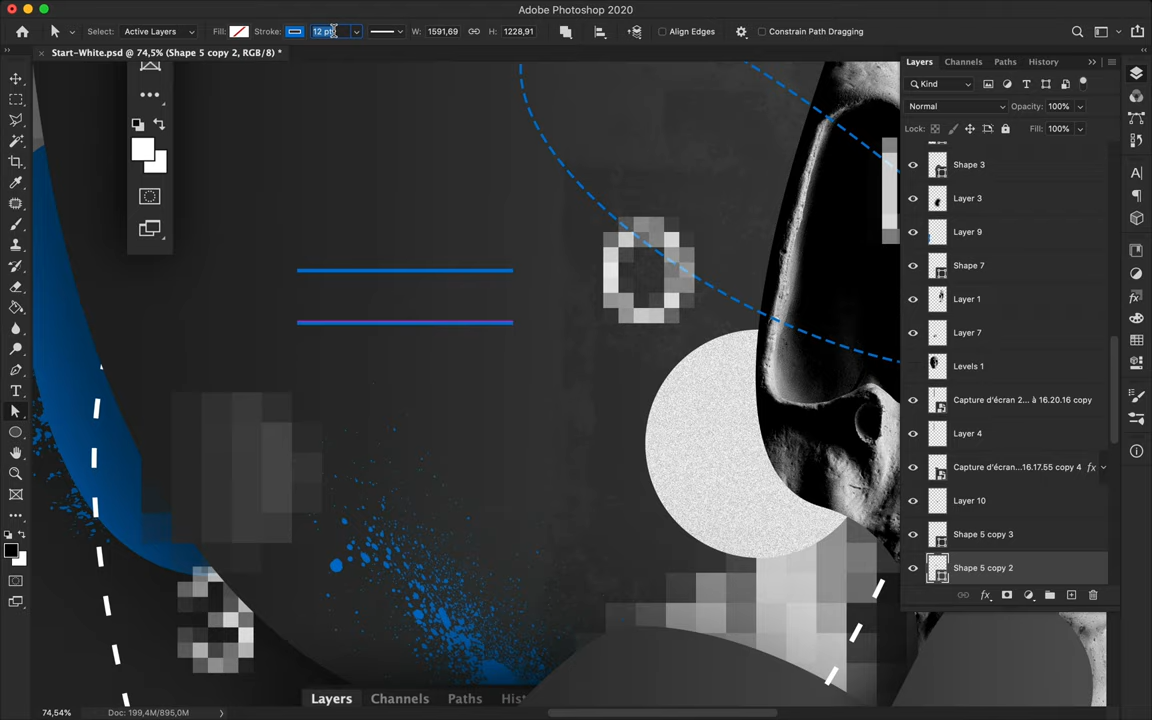 Adobe Photoshop 2020
Select: Active Layers Fill: Stroke: 12 pt W: 1591,69 H: 1228,91 Align Edges Constrain Path Dragging
Start-White.psd @ 74,5% (Shape 5 copy 2, RGB/8) *
Layers Channels Paths History
Kind
Normal Opacity: 100%
Lock: Fill: 100%
Shape 3
Layer 3
Layer 9
Shape 7
Layer 1
Layer 7
Levels 1
Capture d'écran 2... à 16.20.16 copy
Layer 4
Capture d'écran...16.17.55 copy 4 fx
Layer 10
Shape 5 copy 3
Shape 5 copy 2
Layers Channels Paths
74,54% Doc: 199,4M/895,0M